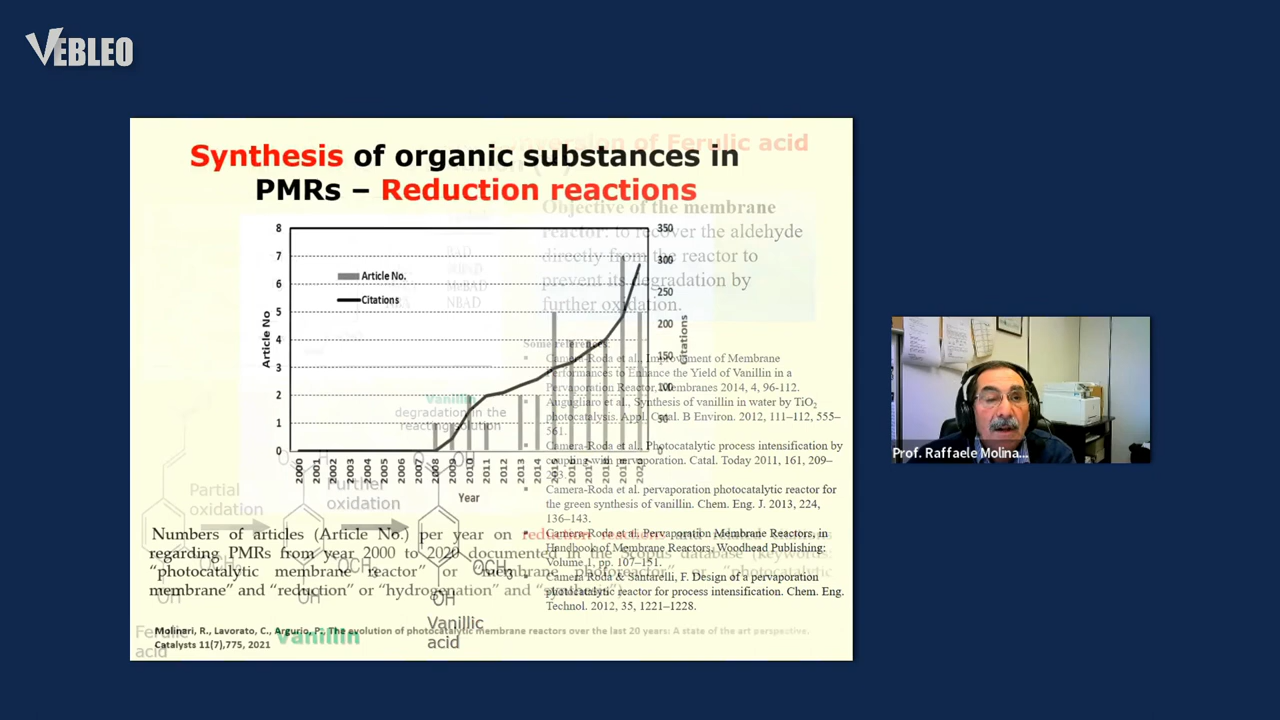 VEBLEO
Synthesis of organic substances in
PMRs – Reduction reactions
version of Ferulic acid
Objective of the membrane
reactor: to recover the aldehyde
directly from the reactor to
prevent its degradation by
further oxidation.
8
7
6
5
4
3
2
1
0
Article No
Article No.
Citations
350
300
250
200
150
100
50
0
Citations
BAD
MeBAD
NBAD
2000 2001 2002 2003 2004 2005 2006 2007 2008 2009 2010 2011 2012 2013 2014 2015 2016 2017 2018 2019 2020
Year
Vanillin
degradation in the
reacting solution
Some references
Camera-Roda et al., Improvement of Membrane
Performances to Enhance the Yield of Vanillin in a
Pervaporation Reactor, Membranes 2014, 4, 96-112.
Augugliaro et al., Synthesis of vanillin in water by TiO2
photocatalysis. Appl. Catal. B Environ. 2012, 111–112, 555–
561.
Camera-Roda et al., Photocatalytic process intensification by
coupling with pervaporation. Catal. Today 2011, 161, 209–
Camera-Roda et al. pervaporation photocatalytic reactor for
the green synthesis of vanillin. Chem. Eng. J. 2013, 224,
136–143.
Camera-Roda et al. Pervaporation Membrane Reactors, in
Handbook of Membrane Reactors, Woodhead Publishing:
Volume 1, pp. 107–151.
Camera Roda & Santarelli, F. Design of a pervaporation
photocatalytic reactor for process intensification. Chem. Eng.
Technol. 2012, 35, 1221–1228.
Partial
oxidation
Further
oxidation
OCH3
OCH3
OCH3
OH
OH
OH
Ferulic
acid
Vanillin
Vanillic
acid
Numbers of articles (Article No.) per year on reduction reactions
regarding PMRs from year 2000 to 2020 documented in the Scopus database (keywords:
“photocatalytic membrane reactor” or “membrane photoreactor” or “photocatalytic
membrane” and “reduction” or “hydrogenation” and
Molinari, R., Lavorato, C., Argurio, P., The evolution of photocatalytic membrane reactors over the last 20 years: A state of the art perspective.
Catalysts 11(7),775, 2021
Prof. Raffaele Molina...